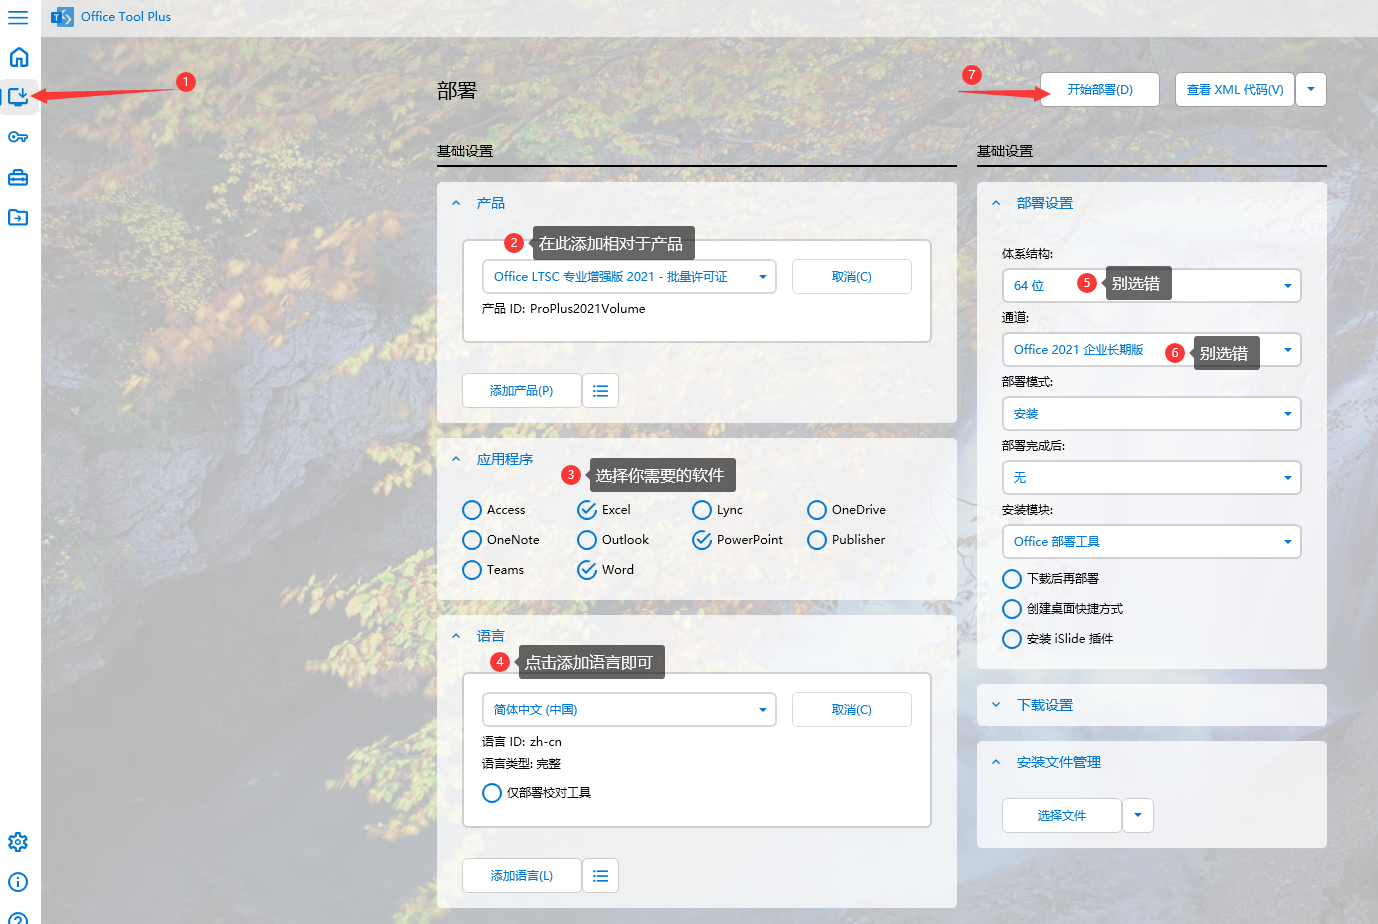 Office Tool Plus
1
部署
7
开始部署(D)
查看 XML 代码(V)
基础设置
产品
2
在此添加相对于产品
Office LTSC 专业增强版 2021 - 批量许可证
取消(C)
产品 ID: ProPlus2021Volume
添加产品(P)
应用程序
3
选择你需要的软件
Access
Excel
Lync
OneDrive
OneNote
Outlook
PowerPoint
Publisher
Teams
Word
语言
4
点击添加语言即可
简体中文 (中国)
取消(C)
语言 ID: zh-cn
语言类型: 完整
仅部署校对工具
添加语言(L)
基础设置
部署设置
体系结构:
64 位
5
别选错
通道:
Office 2021 企业长期版
6
别选错
部署模式:
安装
部署完成后:
无
安装模块:
Office 部署工具
下载后再部署
创建桌面快捷方式
安装 iSlide 插件
下载设置
安装文件管理
选择文件